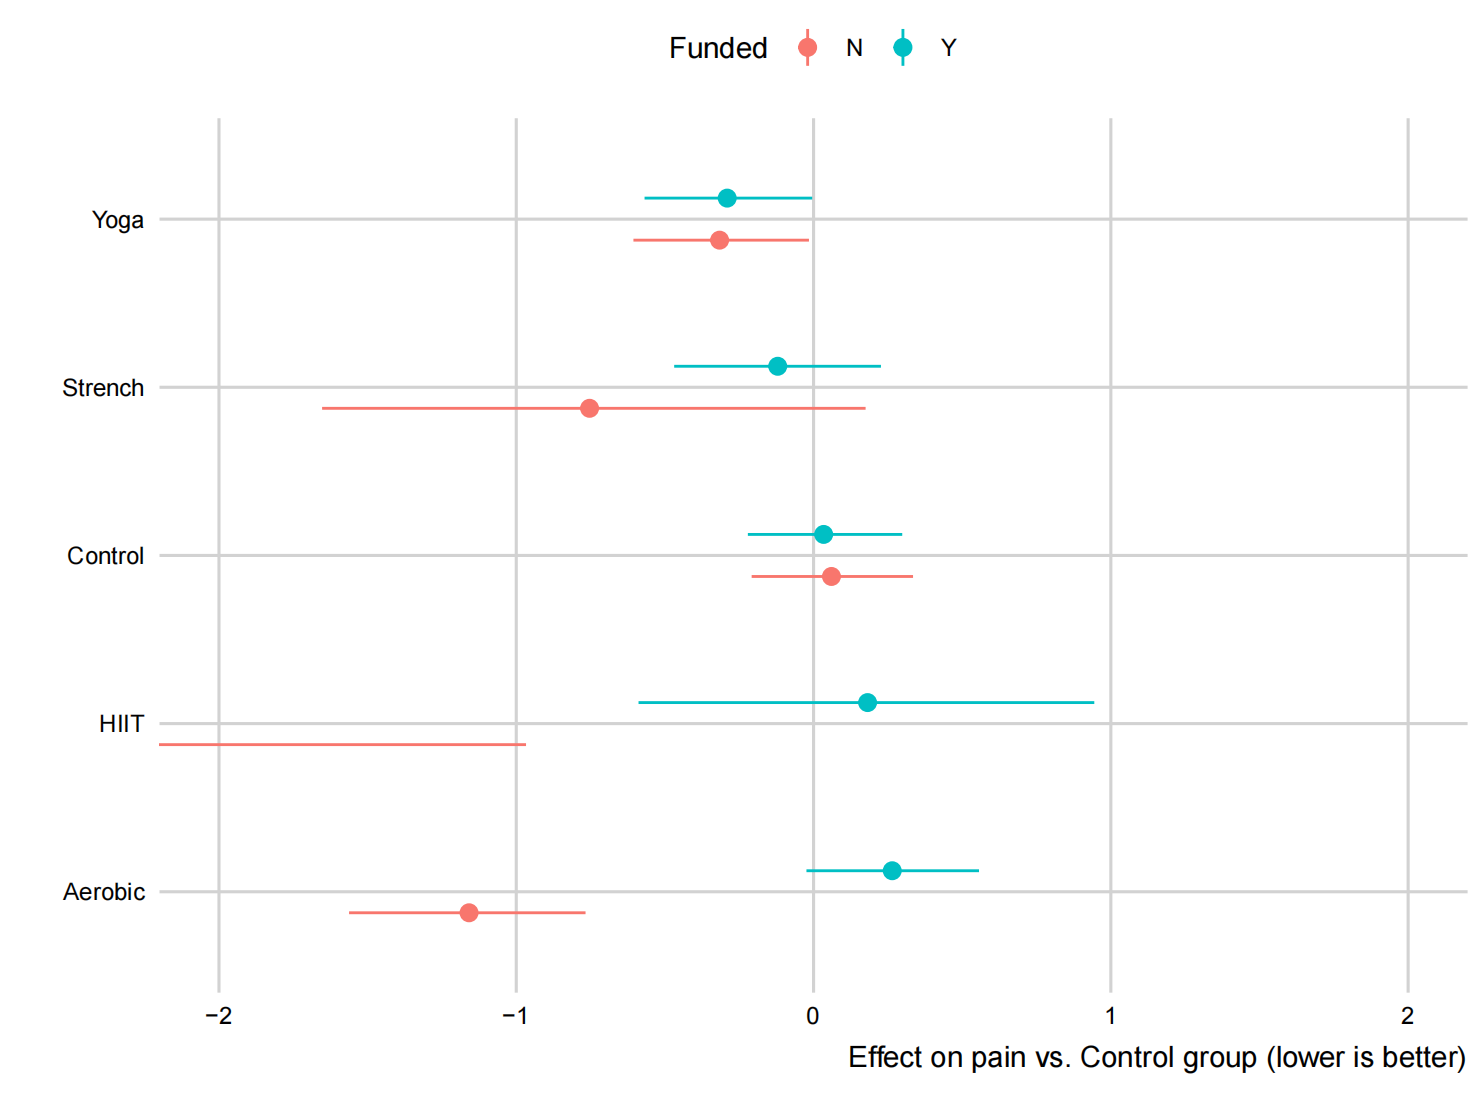 Funded N Y
Yoga
Strench
Control
HIIT
Aerobic
−2 −1 0 1 2
Effect on pain vs. Control group (lower is better)